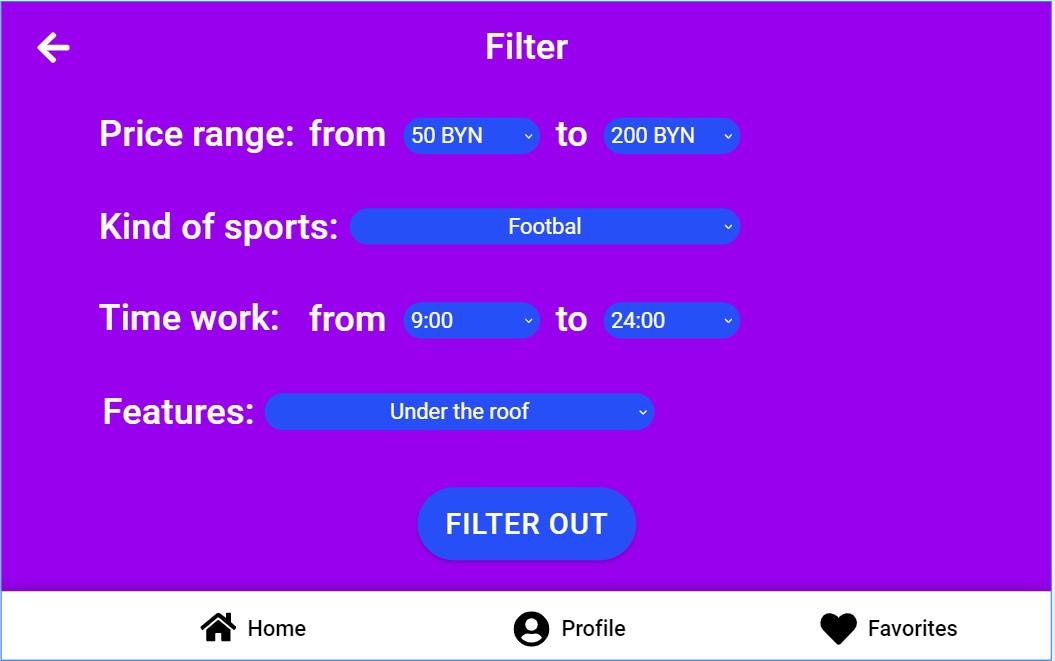 Filter
Price range: from 50 BYN to 200 BYN
Kind of sports: Footbal
Time work: from 9:00 to 24:00
Features: Under the roof
FILTER OUT
Home Profile Favorites